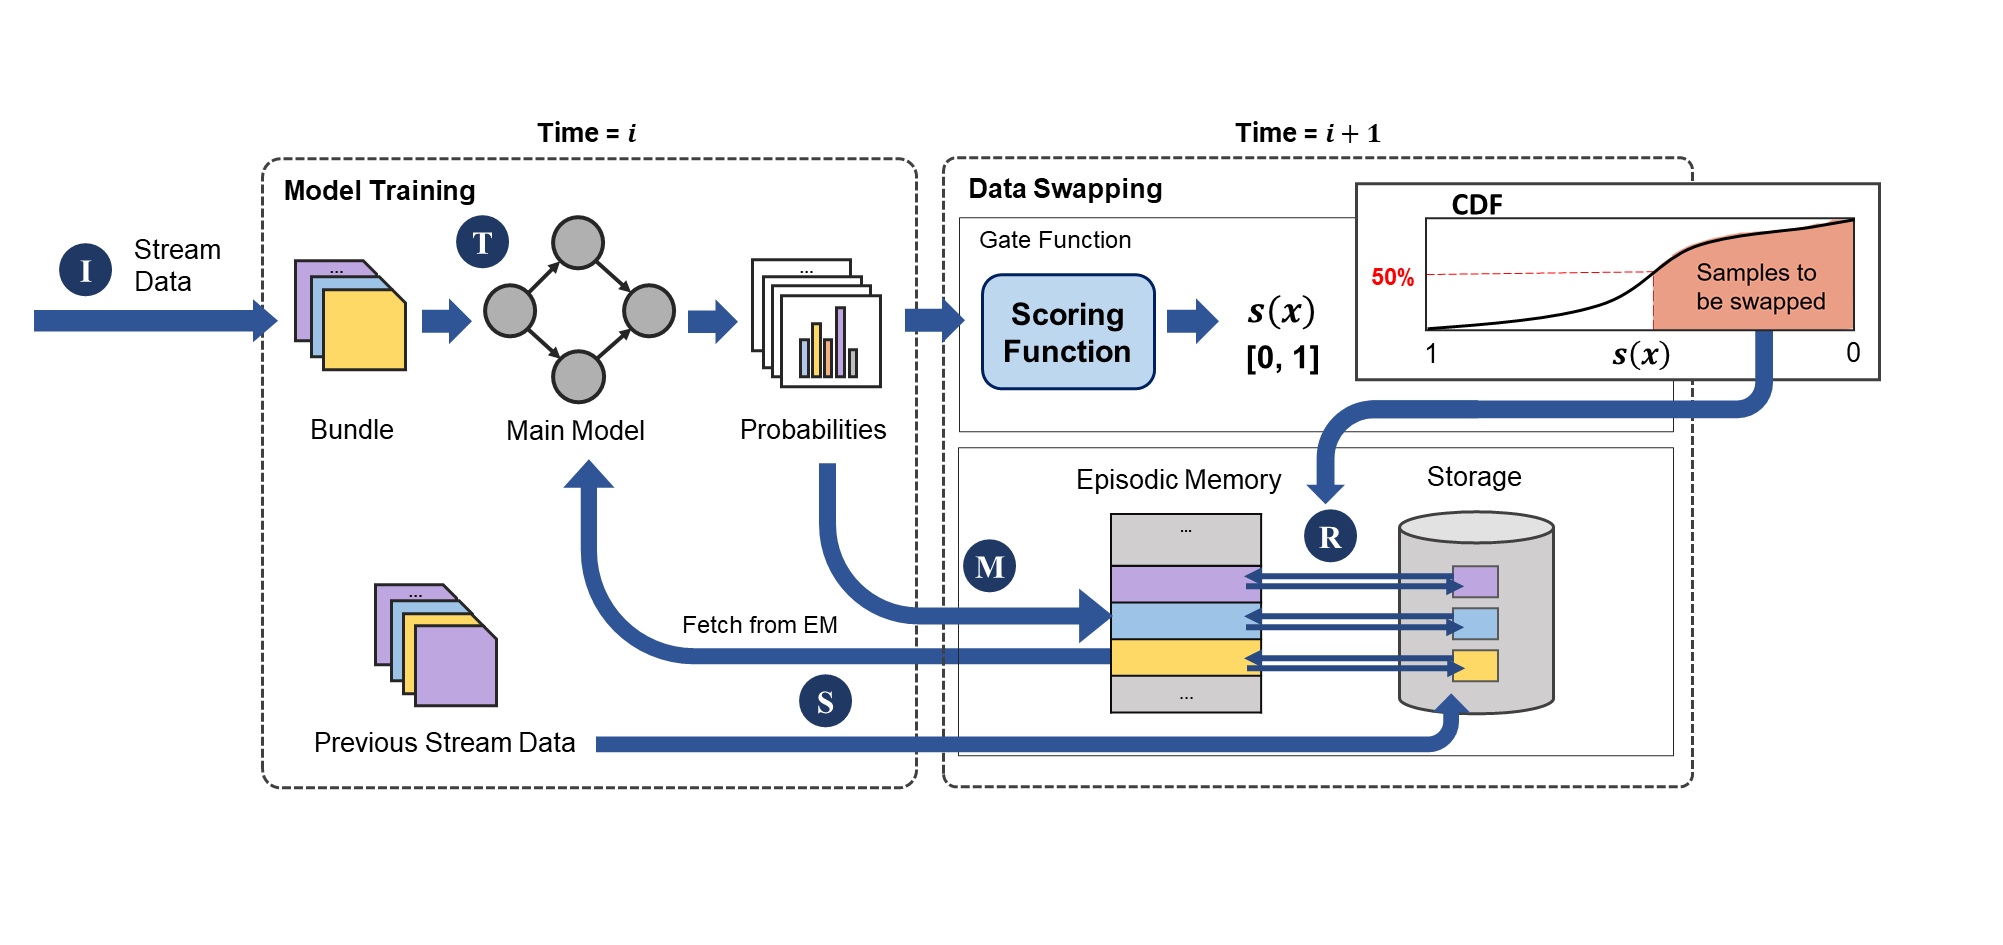 Time = i
Time = i + 1
Model Training
Data Swapping
CDF
I
Stream
Data
T
...
...
Gate Function
50%
Samples to
be swapped
Scoring
Function
s(x)
[0, 1]
1
s(x)
0
Bundle
Main Model
Probabilities
Episodic Memory
Storage
...
R
M
...
Fetch from EM
S
...
Previous Stream Data